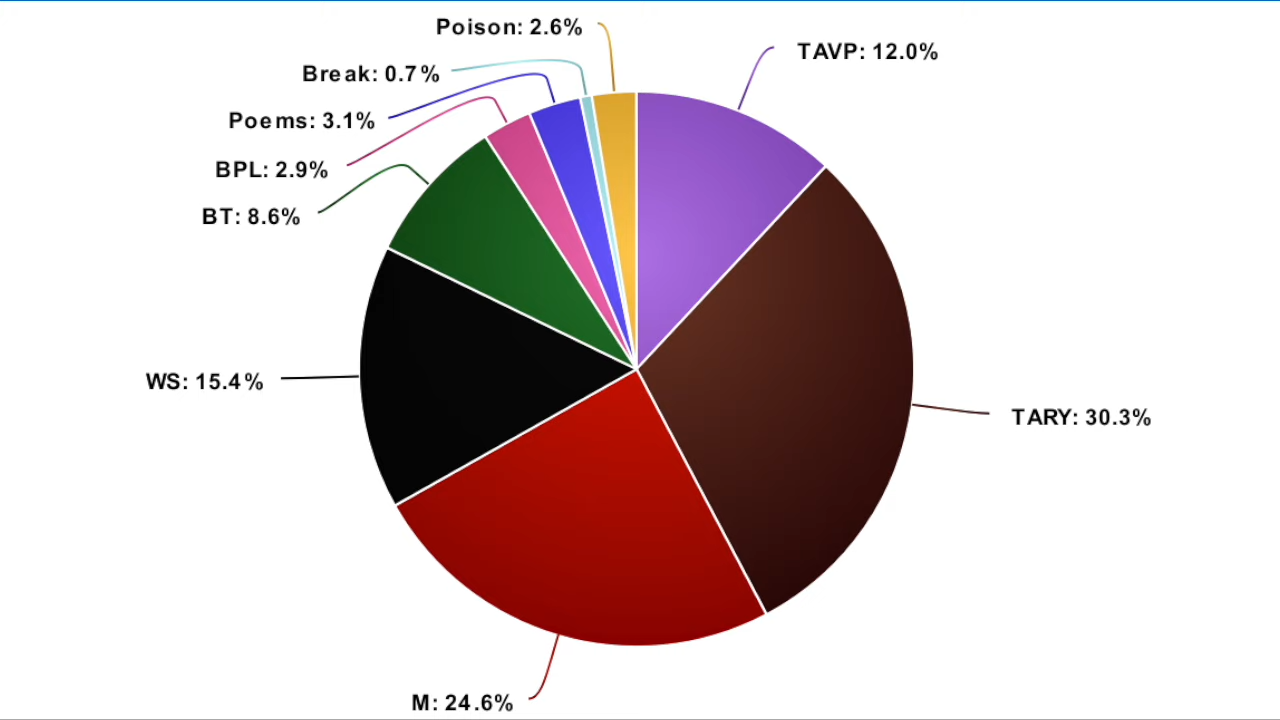 Poison: 2.6%
TAVP: 12.0%
Break: 0.7%
Poems: 3.1%
BPL: 2.9%
BT: 8.6%
WS: 15.4%
TARY: 30.3%
M: 24.6%